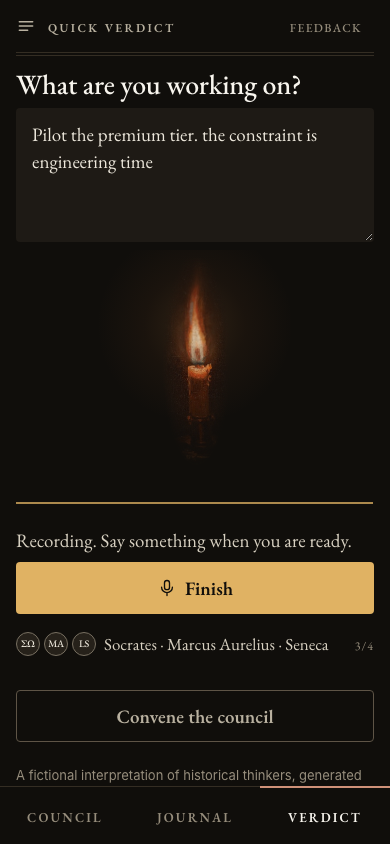 QUICK VERDICT
FEEDBACK
What are you working on?
Pilot the premium tier. the constraint is
engineering time
Recording. Say something when you are ready.
Finish
ΣΩ MA LS Socrates · Marcus Aurelius · Seneca 3/4
Convene the council
A fictional interpretation of historical thinkers, generated
COUNCIL
JOURNAL
VERDICT